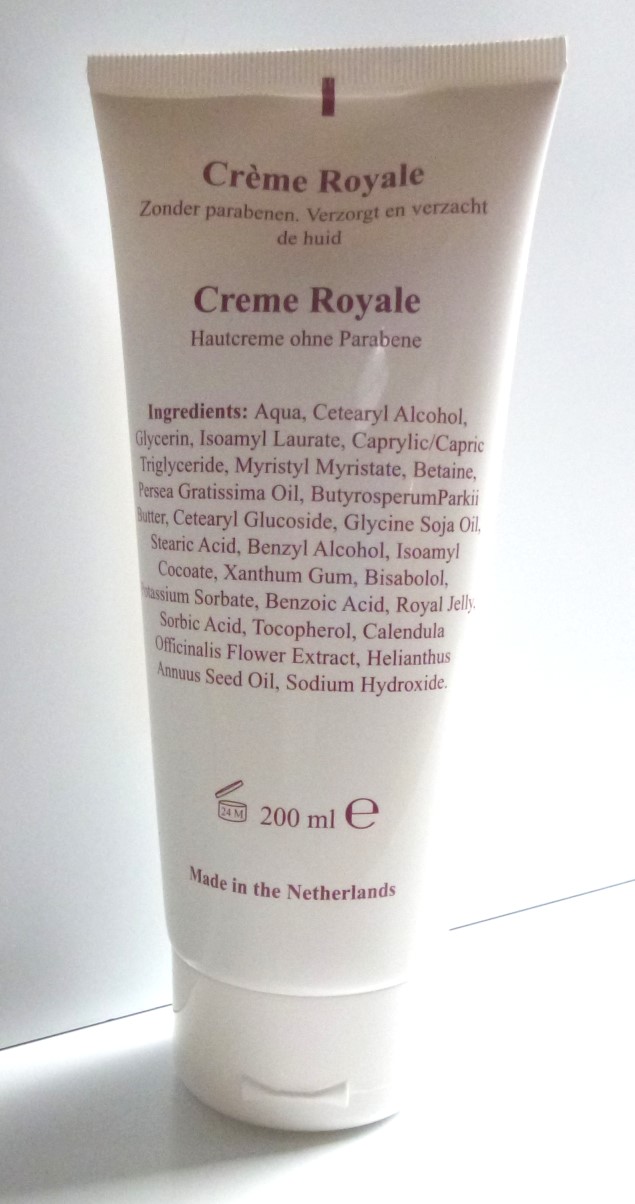 Crème Royale
Zonder parabenen. Verzorgt en verzacht
de huid
Creme Royale
Hautcreme ohne Parabene
Ingredients: Aqua, Cetearyl Alcohol,
Glycerin, Isoamyl Laurate, Caprylic/Capric
Triglyceride, Myristyl Myristate, Betaine,
Persea Gratissima Oil, ButyrosperumParkii
Butter, Cetearyl Glucoside, Glycine Soja Oil,
Stearic Acid, Benzyl Alcohol, Isoamyl
Cocoate, Xanthum Gum, Bisabolol,
Potassium Sorbate, Benzoic Acid, Royal Jelly.
Sorbic Acid, Tocopherol, Calendula
Officinalis Flower Extract, Helianthus
Annuus Seed Oil, Sodium Hydroxide.
24 M 200 ml e
Made in the Netherlands